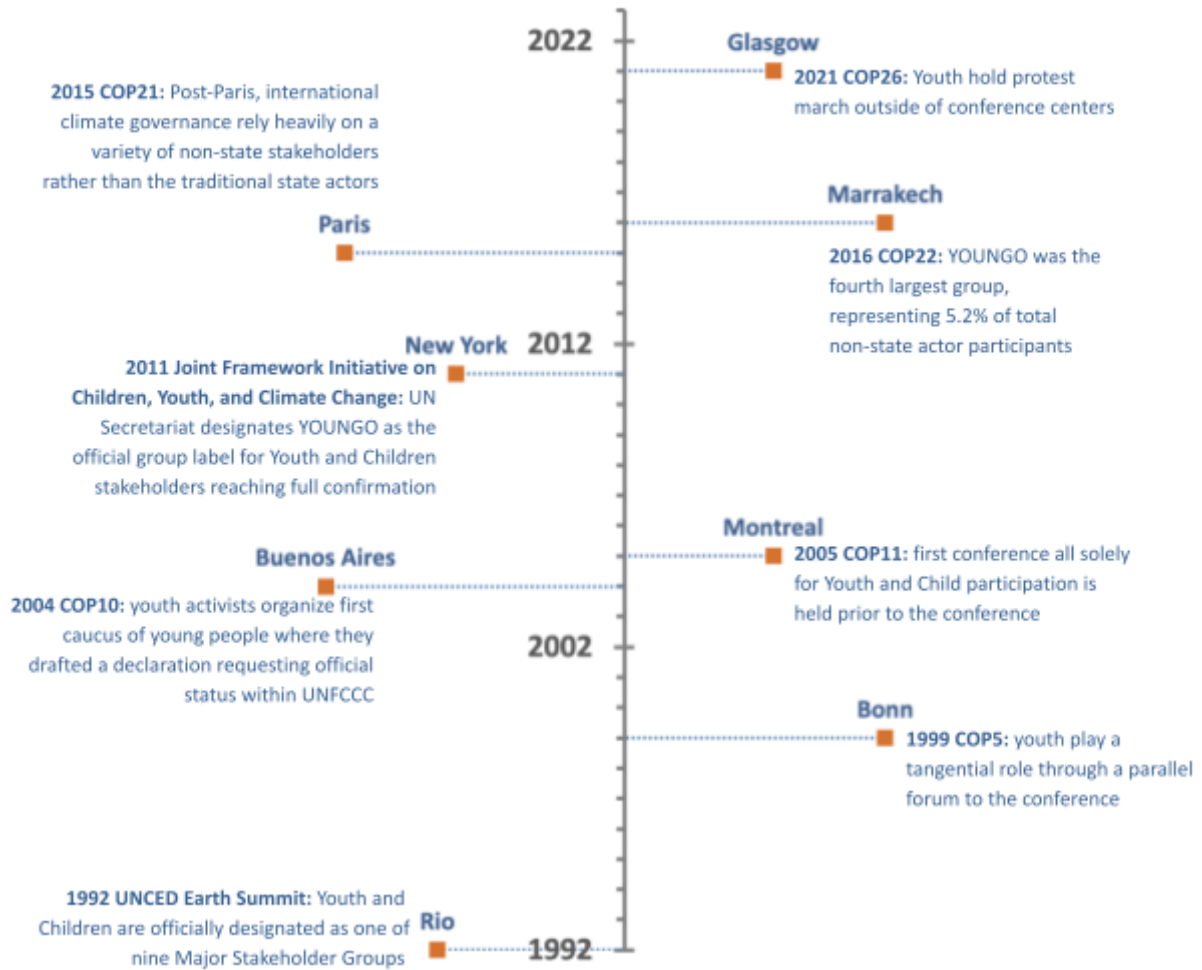 2022
Glasgow
2021 COP26: Youth hold protest
march outside of conference centers
2015 COP21: Post-Paris, international
climate governance rely heavily on a
variety of non-state stakeholders
rather than the traditional state actors
Marrakech
Paris
2016 COP22: YOUNGO was the
fourth largest group,
representing 5.2% of total
non-state actor participants
New York
2012
2011 Joint Framework Initiative on
Children, Youth, and Climate Change: UN
Secretariat designates YOUNGO as the
official group label for Youth and Children
stakeholders reaching full confirmation
Montreal
2005 COP11: first conference all solely
for Youth and Child participation is
held prior to the conference
Buenos Aires
2004 COP10: youth activists organize first
caucus of young people where they
drafted a declaration requesting official
status within UNFCCC
2002
Bonn
1999 COP5: youth play a
tangential role through a parallel
forum to the conference
1992 UNCED Earth Summit: Youth and
Children are officially designated as one of
nine Major Stakeholder Groups
Rio
1992